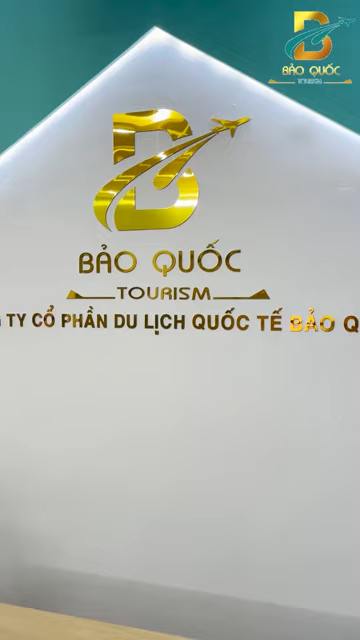 BẢO QUỐC
TOURISM
BẢO QUỐC
TOURISM
TY CỔ PHẦN DU LỊCH QUỐC TẾ BẢO Q